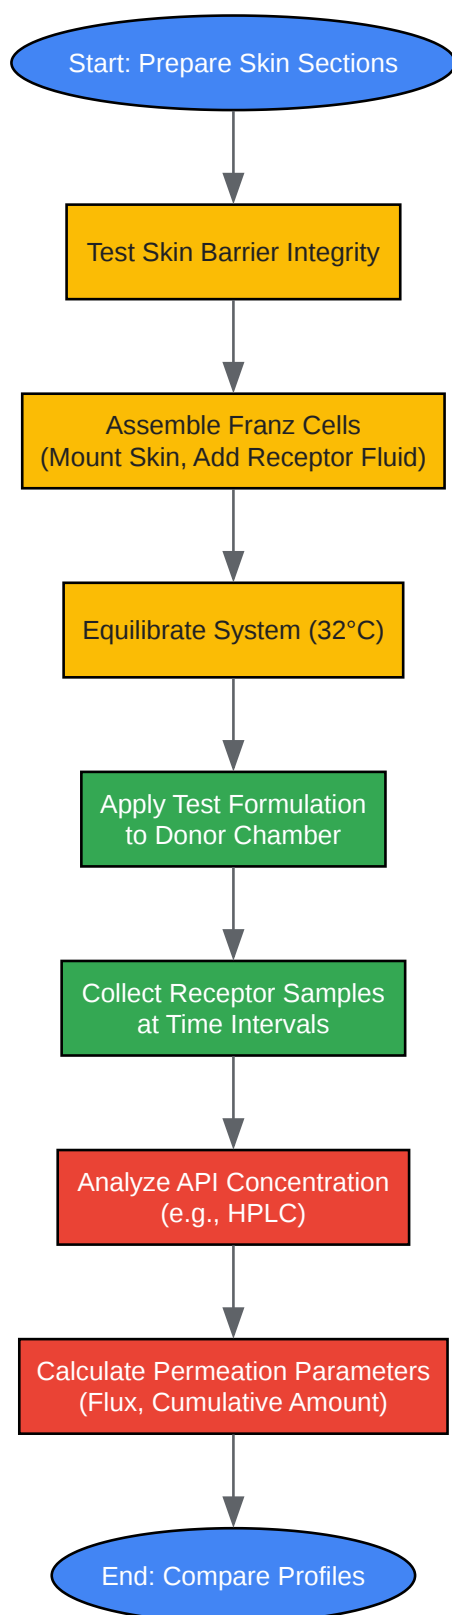 Start: Prepare Skin Sections
Test Skin Barrier Integrity
Assemble Franz Cells
(Mount Skin, Add Receptor Fluid)
Equilibrate System (32°C)
Apply Test Formulation
to Donor Chamber
Collect Receptor Samples
at Time Intervals
Analyze API Concentration
(e.g., HPLC)
Calculate Permeation Parameters
(Flux, Cumulative Amount)
End: Compare Profiles